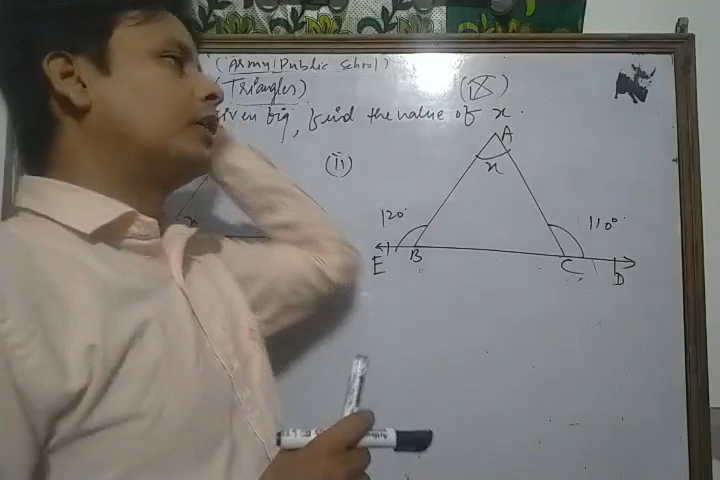 (Army Public School)
(Triangles)
(IX)
given fig, find the value of x.
(ii)
A
x
120°
110°
E
B
C
D
x